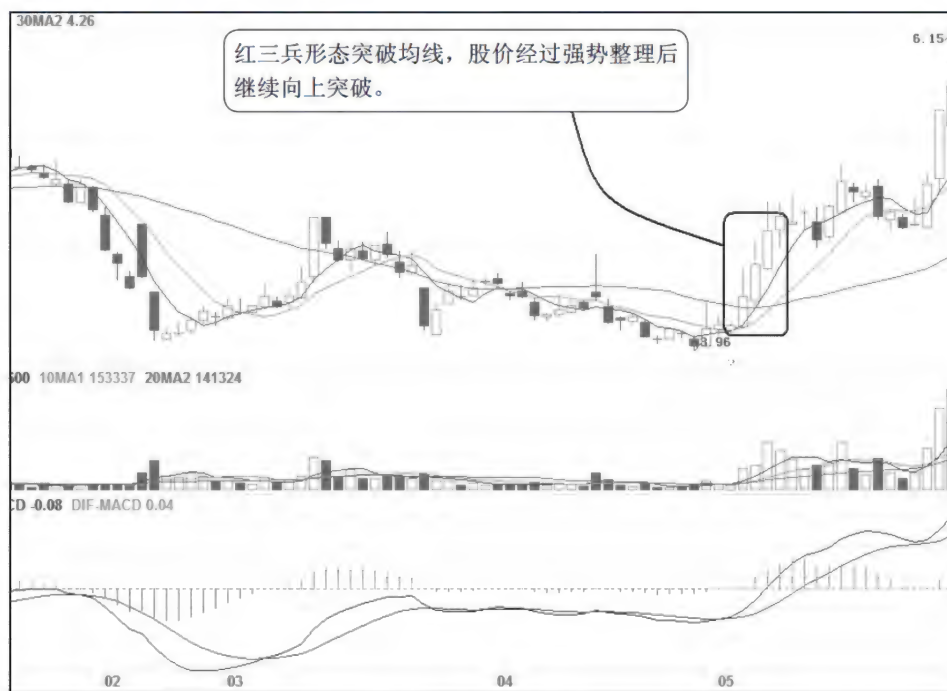 30MA2 4.26
6.15
红三兵形态突破均线，股价经过强势整理后
继续向上突破。
3.96
500 10MA1 153337 20MA2 141324
CD -0.08 DIF-MACD 0.04
02 03 04 05